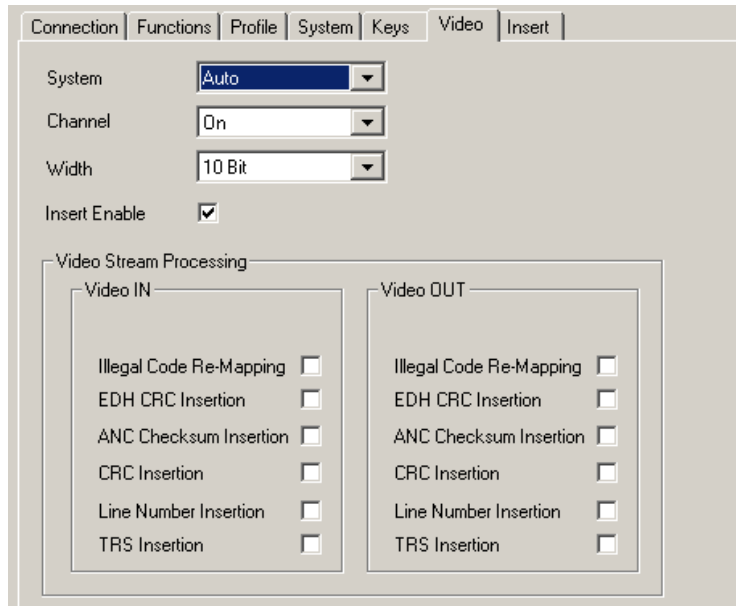 Connection Functions Profile System Keys Video Insert
System Auto
Channel On
Width 10 Bit
Insert Enable
Video Stream Processing
Video IN
Illegal Code Re-Mapping
EDH CRC Insertion
ANC Checksum Insertion
CRC Insertion
Line Number Insertion
TRS Insertion
Video OUT
Illegal Code Re-Mapping
EDH CRC Insertion
ANC Checksum Insertion
CRC Insertion
Line Number Insertion
TRS Insertion